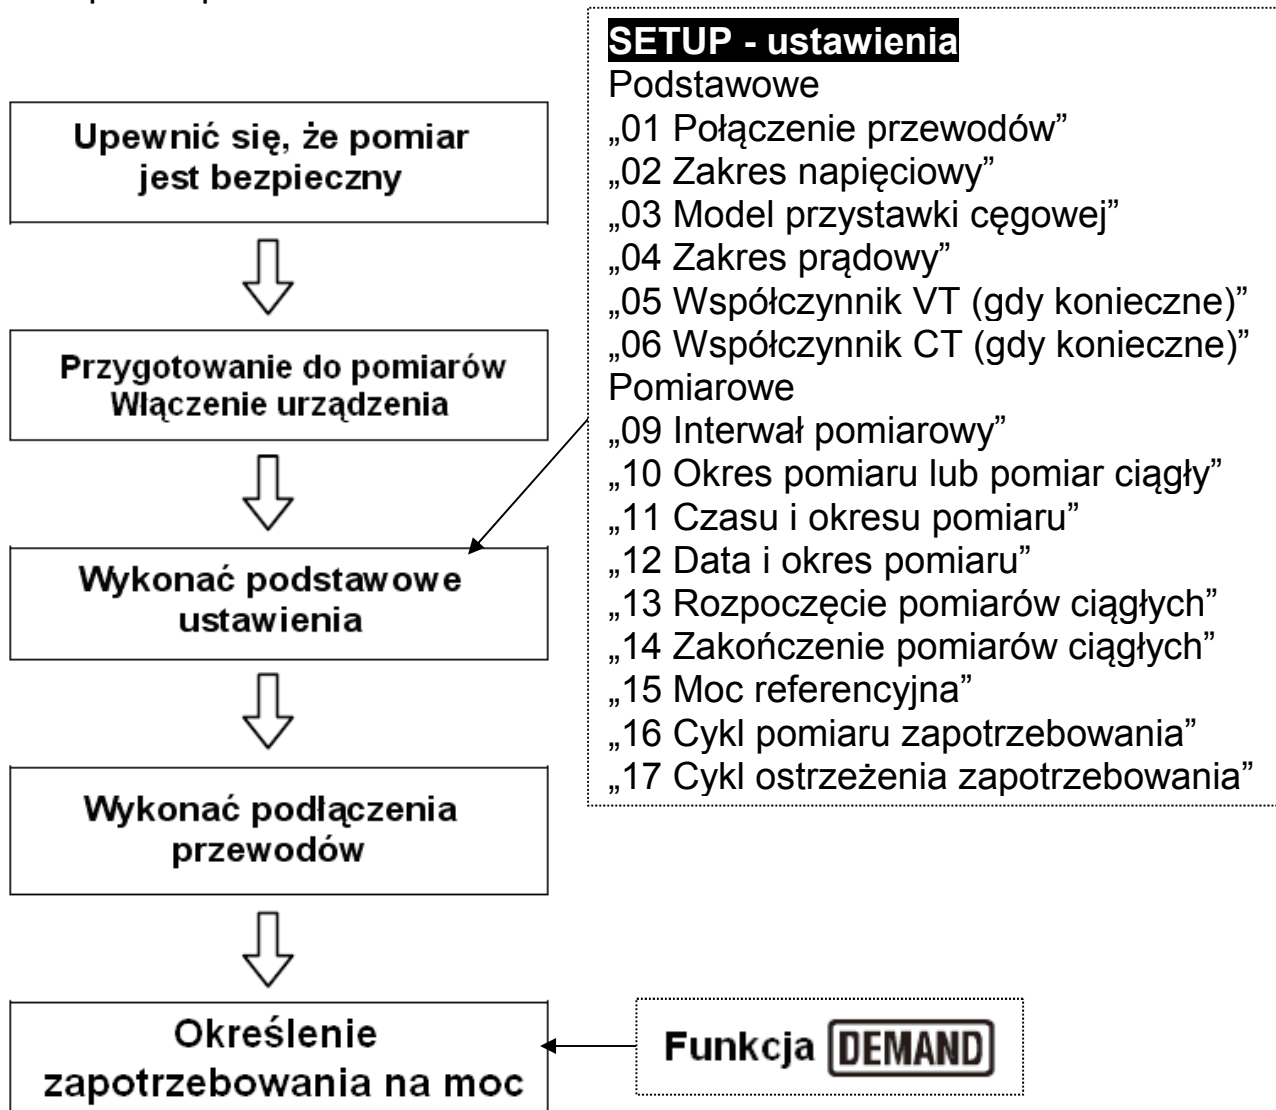 Upewnić się, że pomiar
jest bezpieczny
Przygotowanie do pomiarów
Włączenie urządzenia
Wykonać podstawowe
ustawienia
Wykonać podłączenia
przewodów
Określenie
zapotrzebowania na moc
SETUP - ustawienia
Podstawowe
„01 Połączenie przewodów”
„02 Zakres napięciowy”
„03 Model przystawki cęgowej”
„04 Zakres prądowy”
„05 Współczynnik VT (gdy konieczne)”
„06 Współczynnik CT (gdy konieczne)”
Pomiarowe
„09 Interwał pomiarowy”
„10 Okres pomiaru lub pomiar ciągły”
„11 Czasu i okresu pomiaru”
„12 Data i okres pomiaru”
„13 Rozpoczęcie pomiarów ciągłych”
„14 Zakończenie pomiarów ciągłych”
„15 Moc referencyjna”
„16 Cykl pomiaru zapotrzebowania”
„17 Cykl ostrzeżenia zapotrzebowania”
Funkcja DEMAND